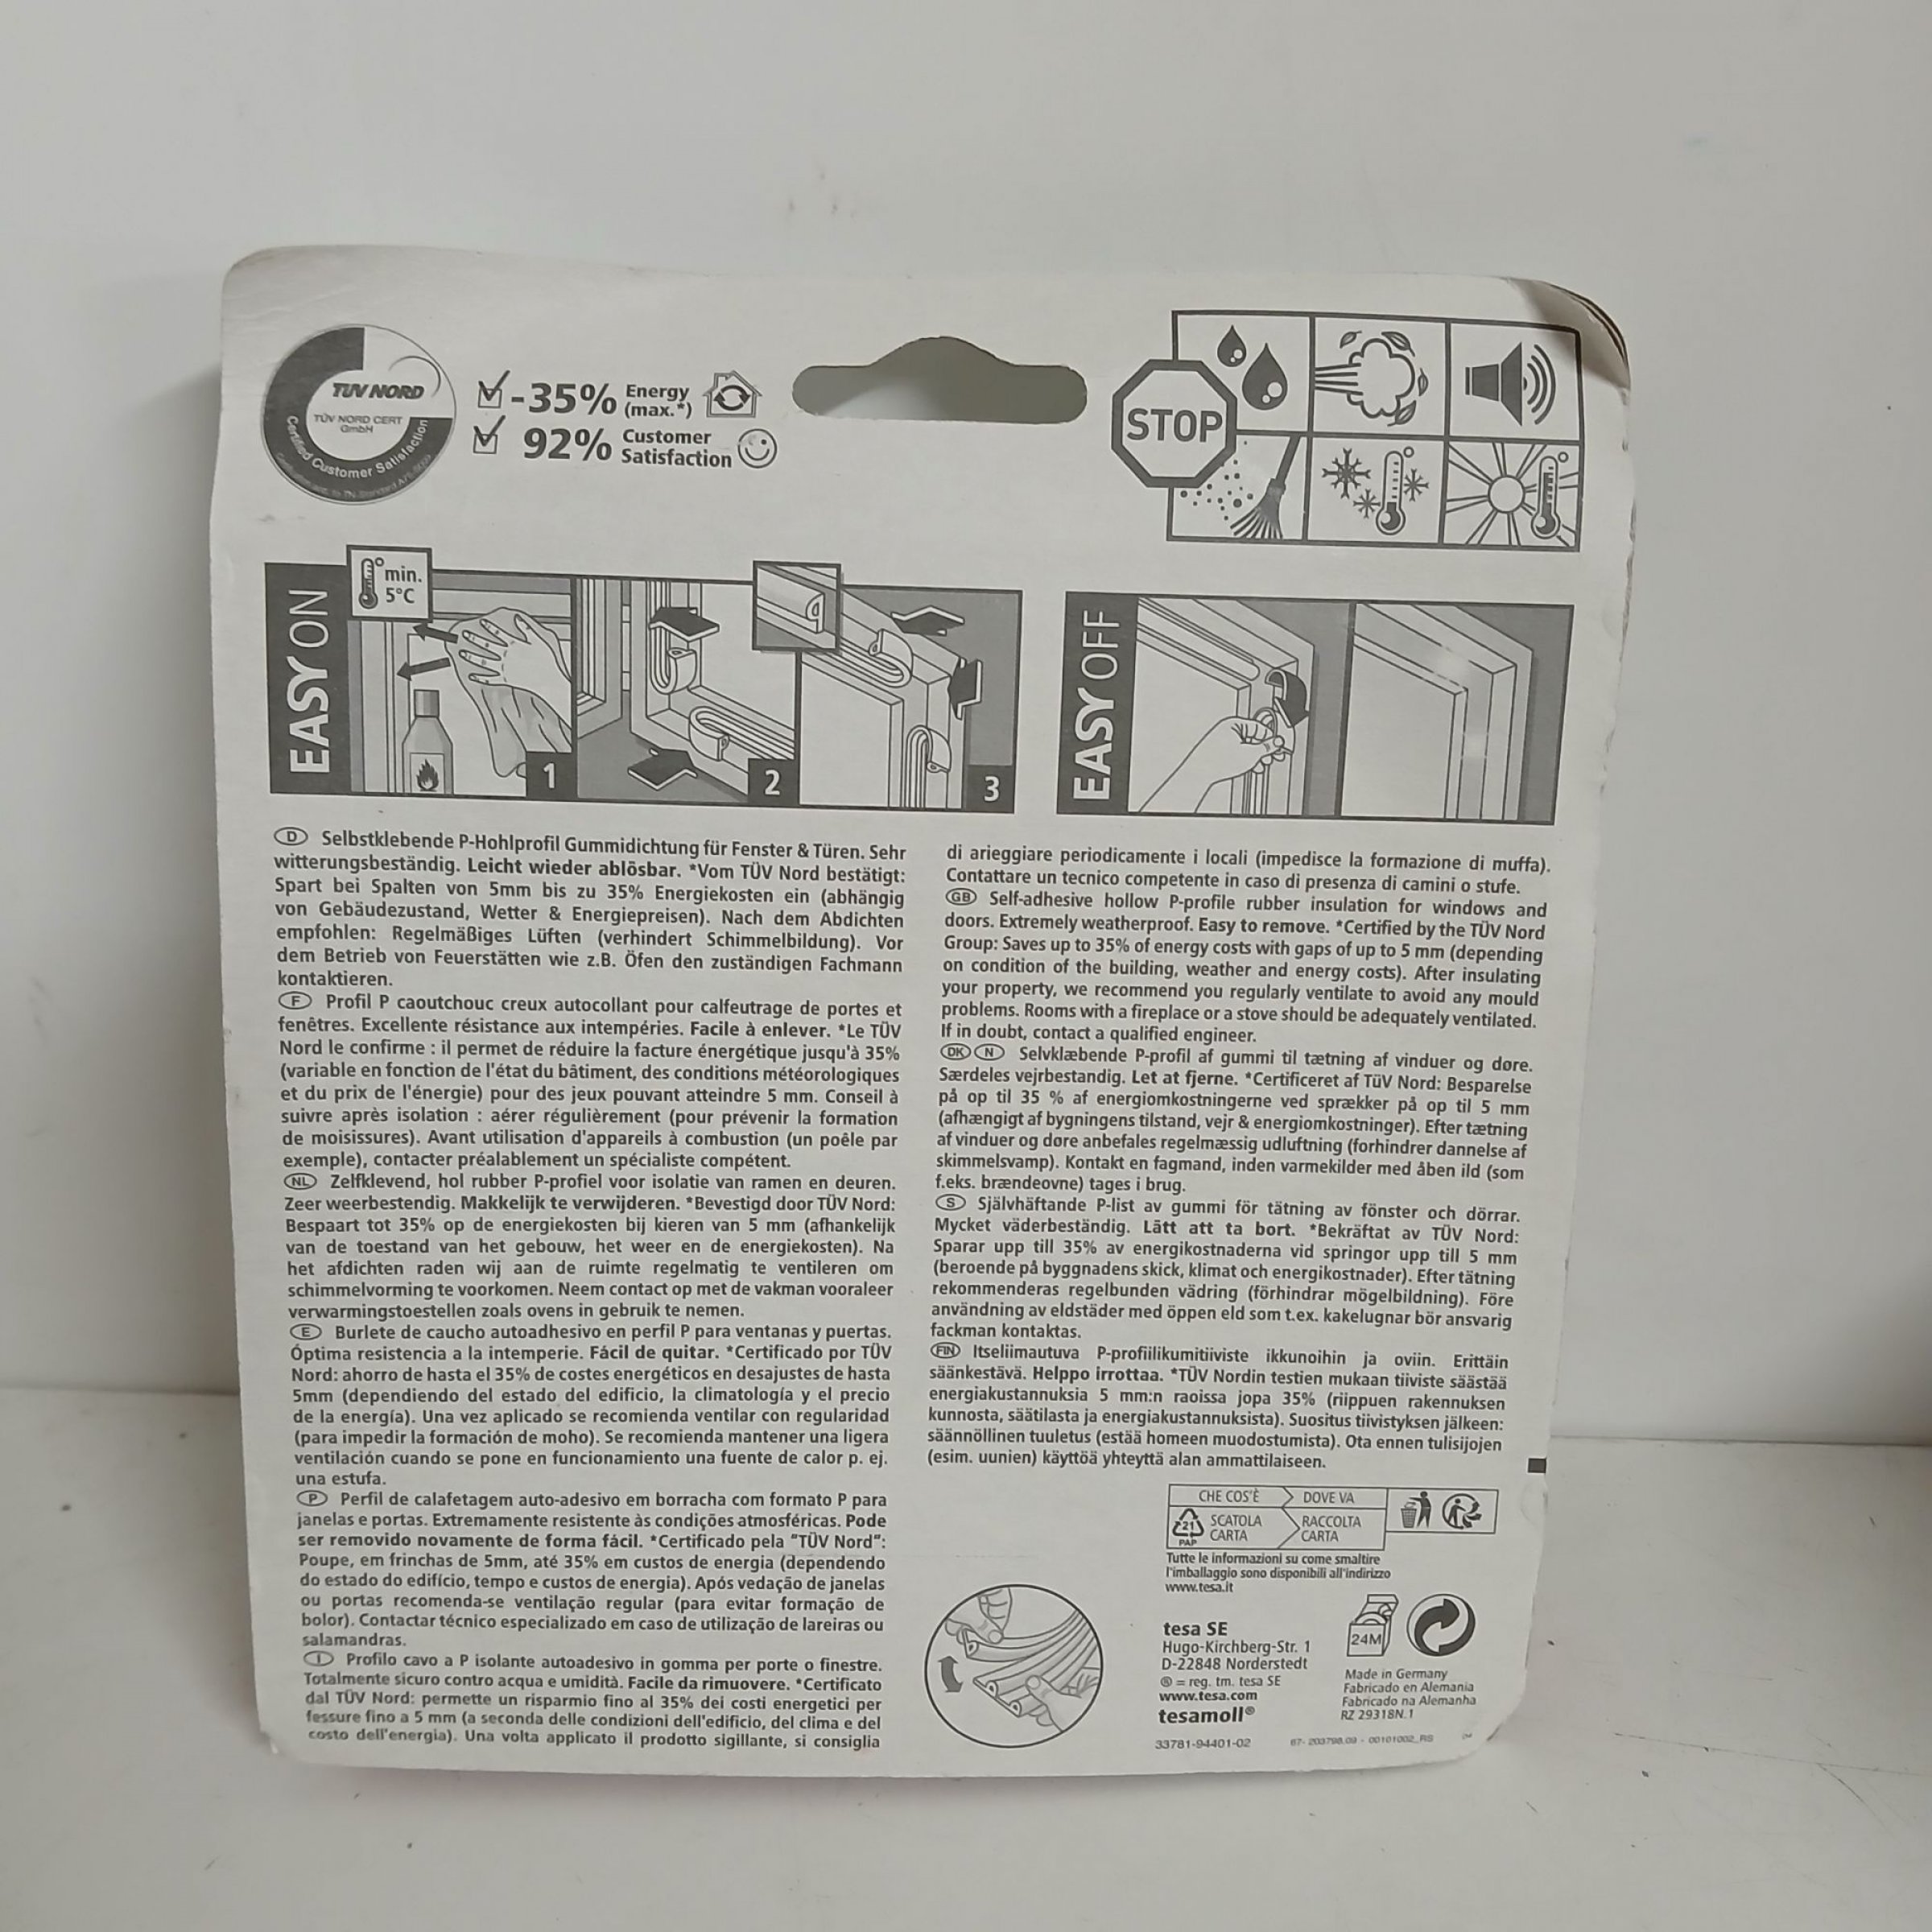 TUV NORD
TÜV NORD CERT
GmbH
Certified Customer Satisfaction
-35% Energy
(max.*)
92% Customer
Satisfaction
STOP
EASY ON
min.
5°C
1
2
3
EASY OFF
D Selbstklebende P-Hohlprofil Gummidichtung für Fenster & Türen. Sehr
witterungsbeständig. Leicht wieder ablösbar. *Vom TÜV Nord bestätigt:
Spart bei Spalten von 5mm bis zu 35% Energiekosten ein (abhängig
von Gebäudezustand, Wetter & Energiepreisen). Nach dem Abdichten
empfohlen: Regelmäßiges Lüften (verhindert Schimmelbildung). Vor
dem Betrieb von Feuerstätten wie z.B. Öfen den zuständigen Fachmann
kontaktieren.
F Profil P caoutchouc creux autocollant pour calfeutrage de portes et
fenêtres. Excellente résistance aux intempéries. Facile à enlever. *Le TÜV
Nord le confirme : il permet de réduire la facture énergétique jusqu'à 35%
(variable en fonction de l'état du bâtiment, des conditions météorologiques
et du prix de l'énergie) pour des jeux pouvant atteindre 5 mm. Conseil à
suivre après isolation : aérer régulièrement (pour prévenir la formation
de moisissures). Avant utilisation d'appareils à combustion (un poêle par
exemple), contacter préalablement un spécialiste compétent.
NL Zelfklevend, hol rubber P-profiel voor isolatie van ramen en deuren.
Zeer weerbestendig. Makkelijk te verwijderen. *Bevestigd door TÜV Nord:
Bespaart tot 35% op de energiekosten bij kieren van 5 mm (afhankelijk
van de toestand van het gebouw, het weer en de energiekosten). Na
het afdichten raden wij aan de ruimte regelmatig te ventileren om
schimmelvorming te voorkomen. Neem contact op met de vakman vooraleer
verwarmingstoestellen zoals ovens in gebruik te nemen.
E Burlete de caucho autoadhesivo en perfil P para ventanas y puertas.
Óptima resistencia a la intemperie. Fácil de quitar. *Certificado por TÜV
Nord: ahorro de hasta el 35% de costes energéticos en desajustes de hasta
5mm (dependiendo del estado del edificio, la climatología y el precio
de la energía). Una vez aplicado se recomienda ventilar con regularidad
(para impedir la formación de moho). Se recomienda mantener una ligera
ventilación cuando se pone en funcionamiento una fuente de calor p. ej.
una estufa.
P Perfil de calafetagem auto-adesivo em borracha com formato P para
janelas e portas. Extremamente resistente às condições atmosféricas. Pode
ser removido novamente de forma fácil. *Certificado pela "TÜV Nord":
Poupe, em frinchas de 5mm, até 35% em custos de energia (dependendo
do estado do edifício, tempo e custos de energia). Após vedação de janelas
ou portas recomenda-se ventilação regular (para evitar formação de
bolor). Contactar técnico especializado em caso de utilização de lareiras ou
salamandras.
I Profilo cavo a P isolante autoadesivo in gomma per porte o finestre.
Totalmente sicuro contro acqua e umidità. Facile da rimuovere. *Certificato
dal TÜV Nord: permette un risparmio fino al 35% dei costi energetici per
fessure fino a 5 mm (a seconda delle condizioni dell'edificio, del clima e del
costo dell'energia). Una volta applicato il prodotto sigillante, si consiglia
di arieggiare periodicamente i locali (impedisce la formazione di muffa).
Contattare un tecnico competente in caso di presenza di camini o stufe.
GB Self-adhesive hollow P-profile rubber insulation for windows and
doors. Extremely weatherproof. Easy to remove. *Certified by the TÜV Nord
Group: Saves up to 35% of energy costs with gaps of up to 5 mm (depending
on condition of the building, weather and energy costs). After insulating
your property, we recommend you regularly ventilate to avoid any mould
problems. Rooms with a fireplace or a stove should be adequately ventilated.
If in doubt, contact a qualified engineer.
DK N Selvklæbende P-profil af gummi til tætning af vinduer og døre.
Særdeles vejrbestandig. Let at fjerne. *Certificeret af TüV Nord: Besparelse
på op til 35 % af energiomkostningerne ved sprækker på op til 5 mm
(afhængigt af bygningens tilstand, vejr & energiomkostninger). Efter tætning
af vinduer og døre anbefales regelmæssig udluftning (forhindrer dannelse af
skimmelsvamp). Kontakt en fagmand, inden varmekilder med åben ild (som
f.eks. brændeovne) tages i brug.
S Självhäftande P-list av gummi för tätning av fönster och dörrar.
Mycket väderbeständig. Lätt att ta bort. *Bekräftat av TÜV Nord:
Sparar upp till 35% av energikostnaderna vid springor upp till 5 mm
(beroende på byggnadens skick, klimat och energikostnader). Efter tätning
rekommenderas regelbunden vädring (förhindrar mögelbildning). Före
användning av eldstäder med öppen eld som t.ex. kakelugnar bör ansvarig
fackman kontaktas.
FIN Itseliimautuva P-profiilikumitiiviste ikkunoihin ja oviin. Erittäin
säänkestävä. Helppo irrottaa. *TÜV Nordin testien mukaan tiiviste säästää
energiakustannuksia 5 mm:n raoissa jopa 35% (riippuen rakennuksen
kunnosta, säätilasta ja energiakustannuksista). Suositus tiivistyksen jälkeen:
säännöllinen tuuletus (estää homeen muodostumista). Ota ennen tulisijojen
(esim. uunien) käyttöä yhteyttä alan ammattilaiseen.
CHE COS'È DOVE VA
21 PAP SCATOLA CARTA
RACCOLTA CARTA
Tutte le informazioni su come smaltire
l'imballaggio sono disponibili all'indirizzo
www.tesa.it
tesa SE
Hugo-Kirchberg-Str. 1
D-22848 Norderstedt
® = reg. tm. tesa SE
www.tesa.com
tesamoll®
33781-94401-02
24M
Made in Germany
Fabricado en Alemania
Fabricado na Alemanha
RZ 29318N.1
67- 203798.09 - 00101002_RS